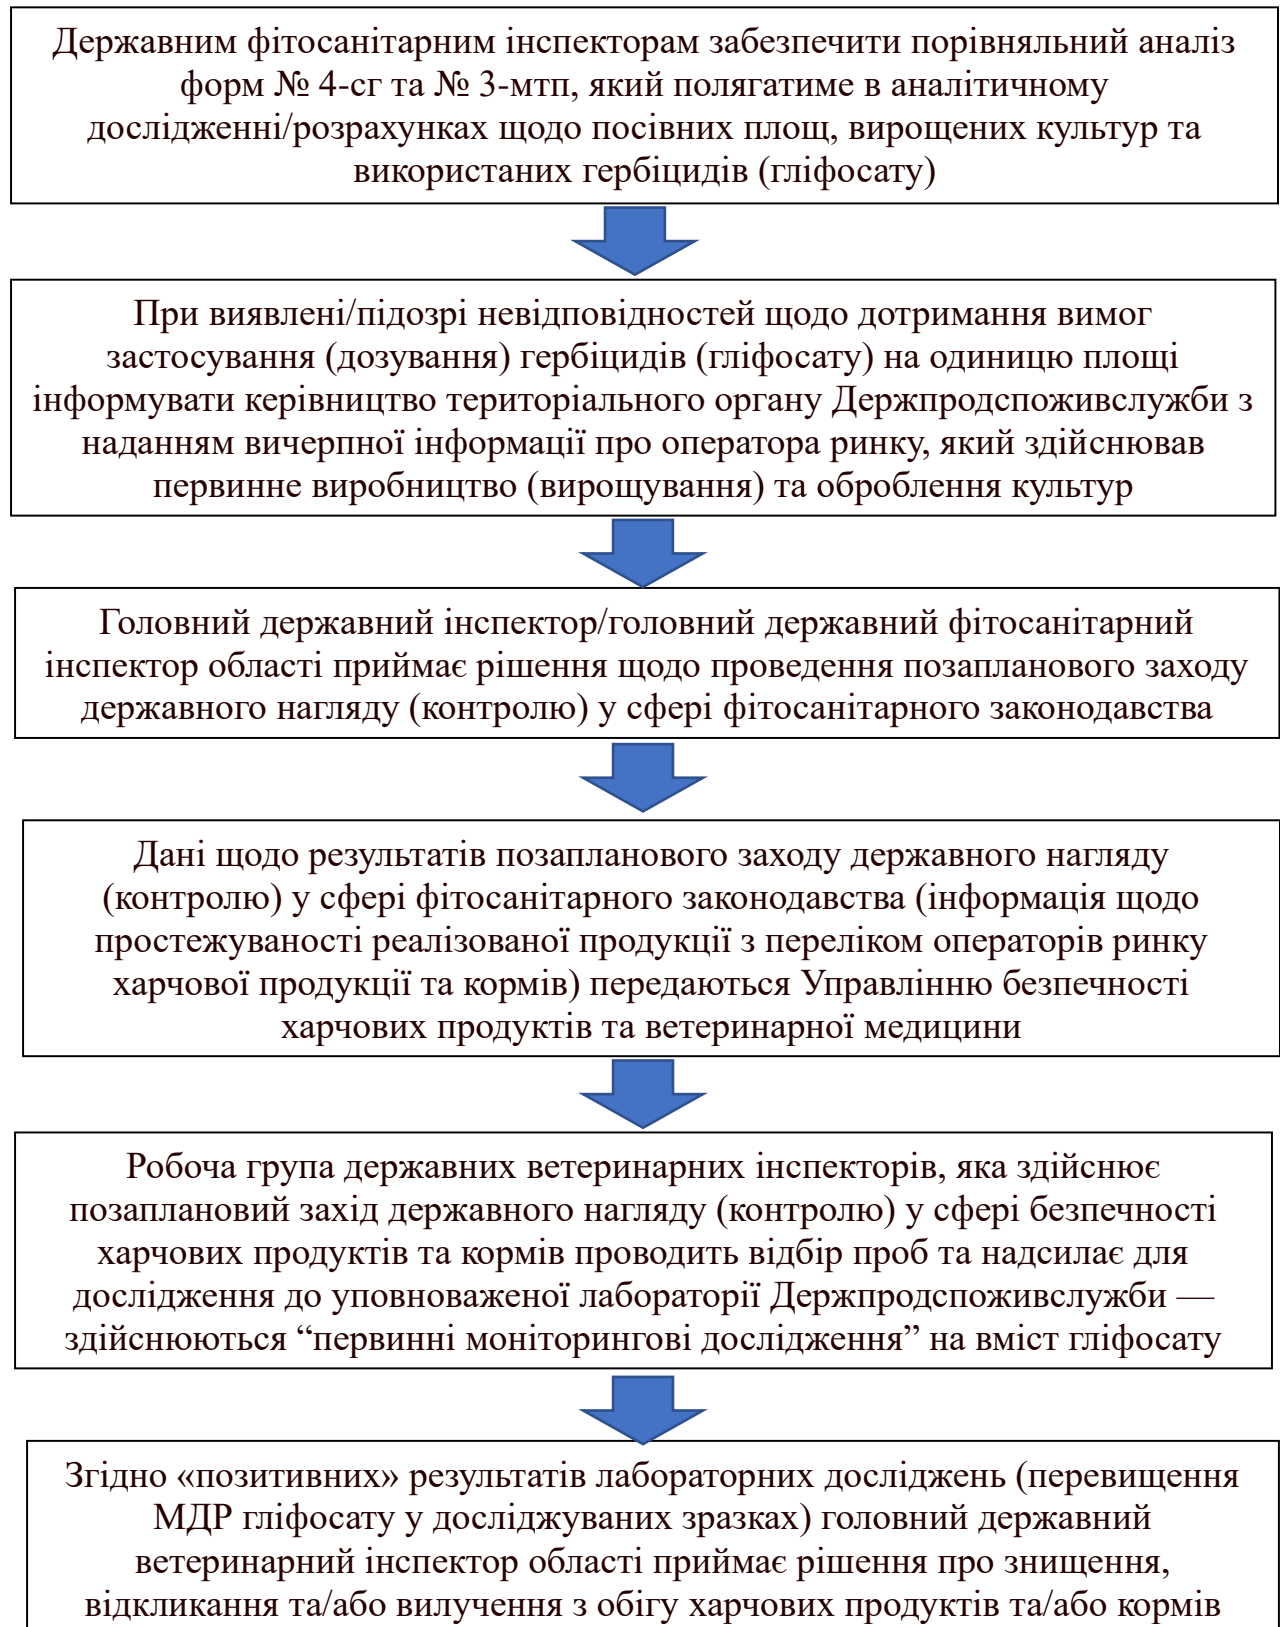 Державним фітосанітарним інспекторам забезпечити порівняльний аналіз
форм № 4-сг та № 3-мтп, який полягатиме в аналітичному
дослідженні/розрахунках щодо посівних площ, вирощених культур та
використаних гербіцидів (гліфосату)
При виявлені/підозрі невідповідностей щодо дотримання вимог
застосування (дозування) гербіцидів (гліфосату) на одиницю площі
інформувати керівництво територіального органу Держпродспоживслужби з
наданням вичерпної інформації про оператора ринку, який здійснював
первинне виробництво (вирощування) та оброблення культур
Головний державний інспектор/головний державний фітосанітарний
інспектор області приймає рішення щодо проведення позапланового заходу
державного нагляду (контролю) у сфері фітосанітарного законодавства
Дані щодо результатів позапланового заходу державного нагляду
(контролю) у сфері фітосанітарного законодавства (інформація щодо
простежуваності реалізованої продукції з переліком операторів ринку
харчової продукції та кормів) передаються Управлінню безпечності
харчових продуктів та ветеринарної медицини
Робоча група державних ветеринарних інспекторів, яка здійснює
позаплановий захід державного нагляду (контролю) у сфері безпечності
харчових продуктів та кормів проводить відбір проб та надсилає для
дослідження до уповноваженої лабораторії Держпродспоживслужби —
здійснюються “первинні моніторингові дослідження” на вміст гліфосату
Згідно «позитивних» результатів лабораторних досліджень (перевищення
МДР гліфосату у досліджуваних зразках) головний державний
ветеринарний інспектор області приймає рішення про знищення,
відкликання та/або вилучення з обігу харчових продуктів та/або кормів